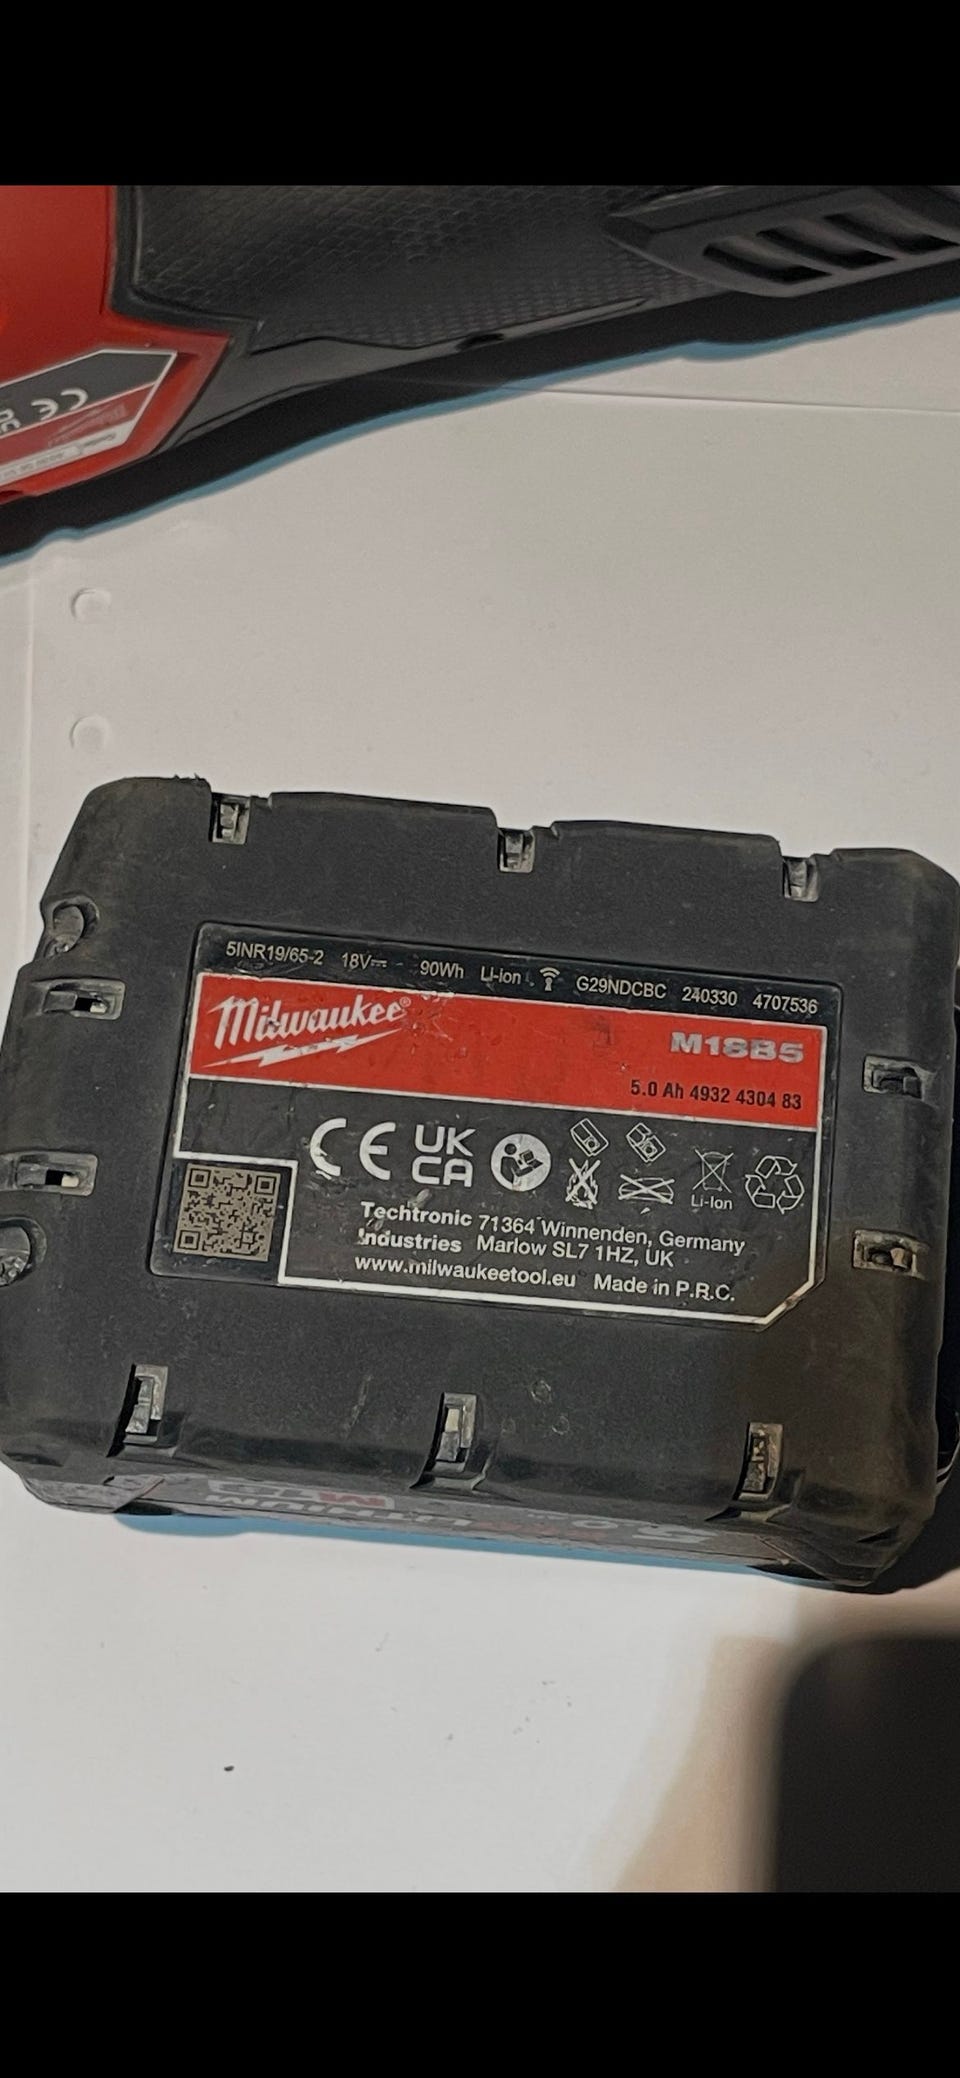 CE
5INR19/65-2 18V⎓ 90Wh Li-Ion G29NDCBC 240330 4707536
Milwaukee®
M18B5
5.0 Ah 4932 4304 83
CE UK CA
Li-Ion
Techtronic 71364 Winnenden, Germany
Industries Marlow SL7 1HZ, UK
www.milwaukeetool.eu Made in P.R.C.